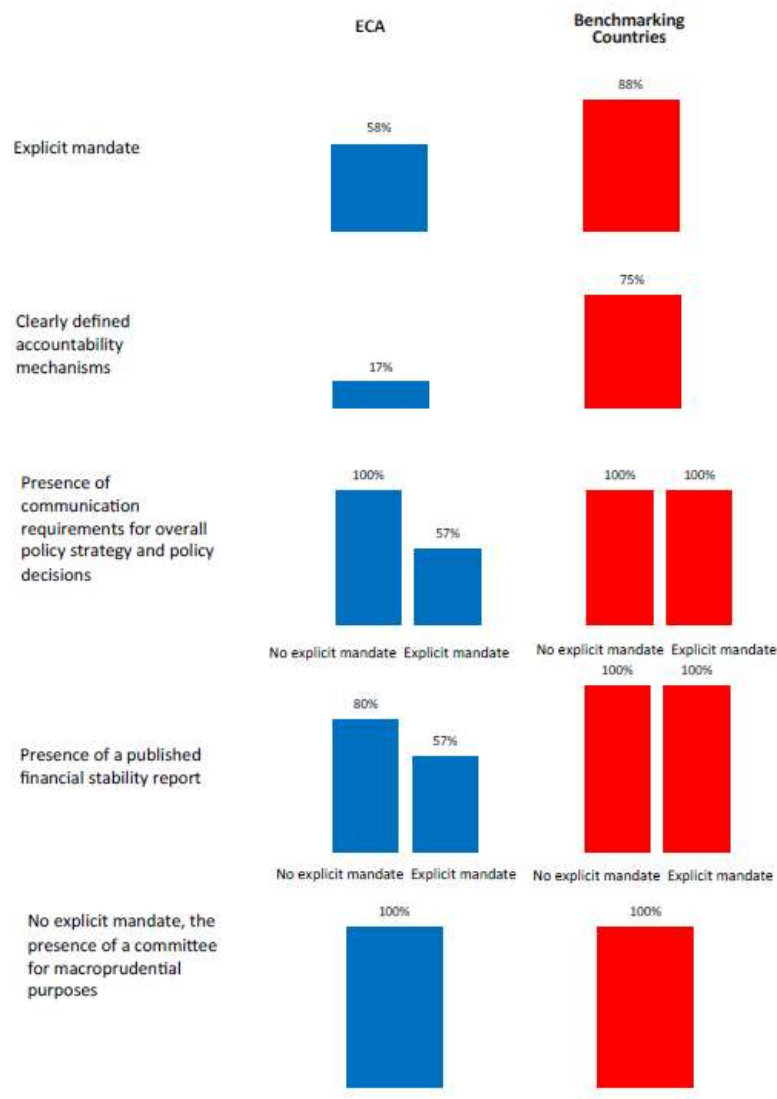 ECA
Benchmarking
Countries
Explicit mandate
58%
88%
Clearly defined
accountability
mechanisms
17%
75%
Presence of
communication
requirements for overall
policy strategy and policy
decisions
100%
57%
100%
100%
No explicit mandate
Explicit mandate
No explicit mandate
Explicit mandate
Presence of a published
financial stability report
80%
57%
100%
100%
No explicit mandate
Explicit mandate
No explicit mandate
Explicit mandate
No explicit mandate, the
presence of a committee
for macroprudential
purposes
100%
100%